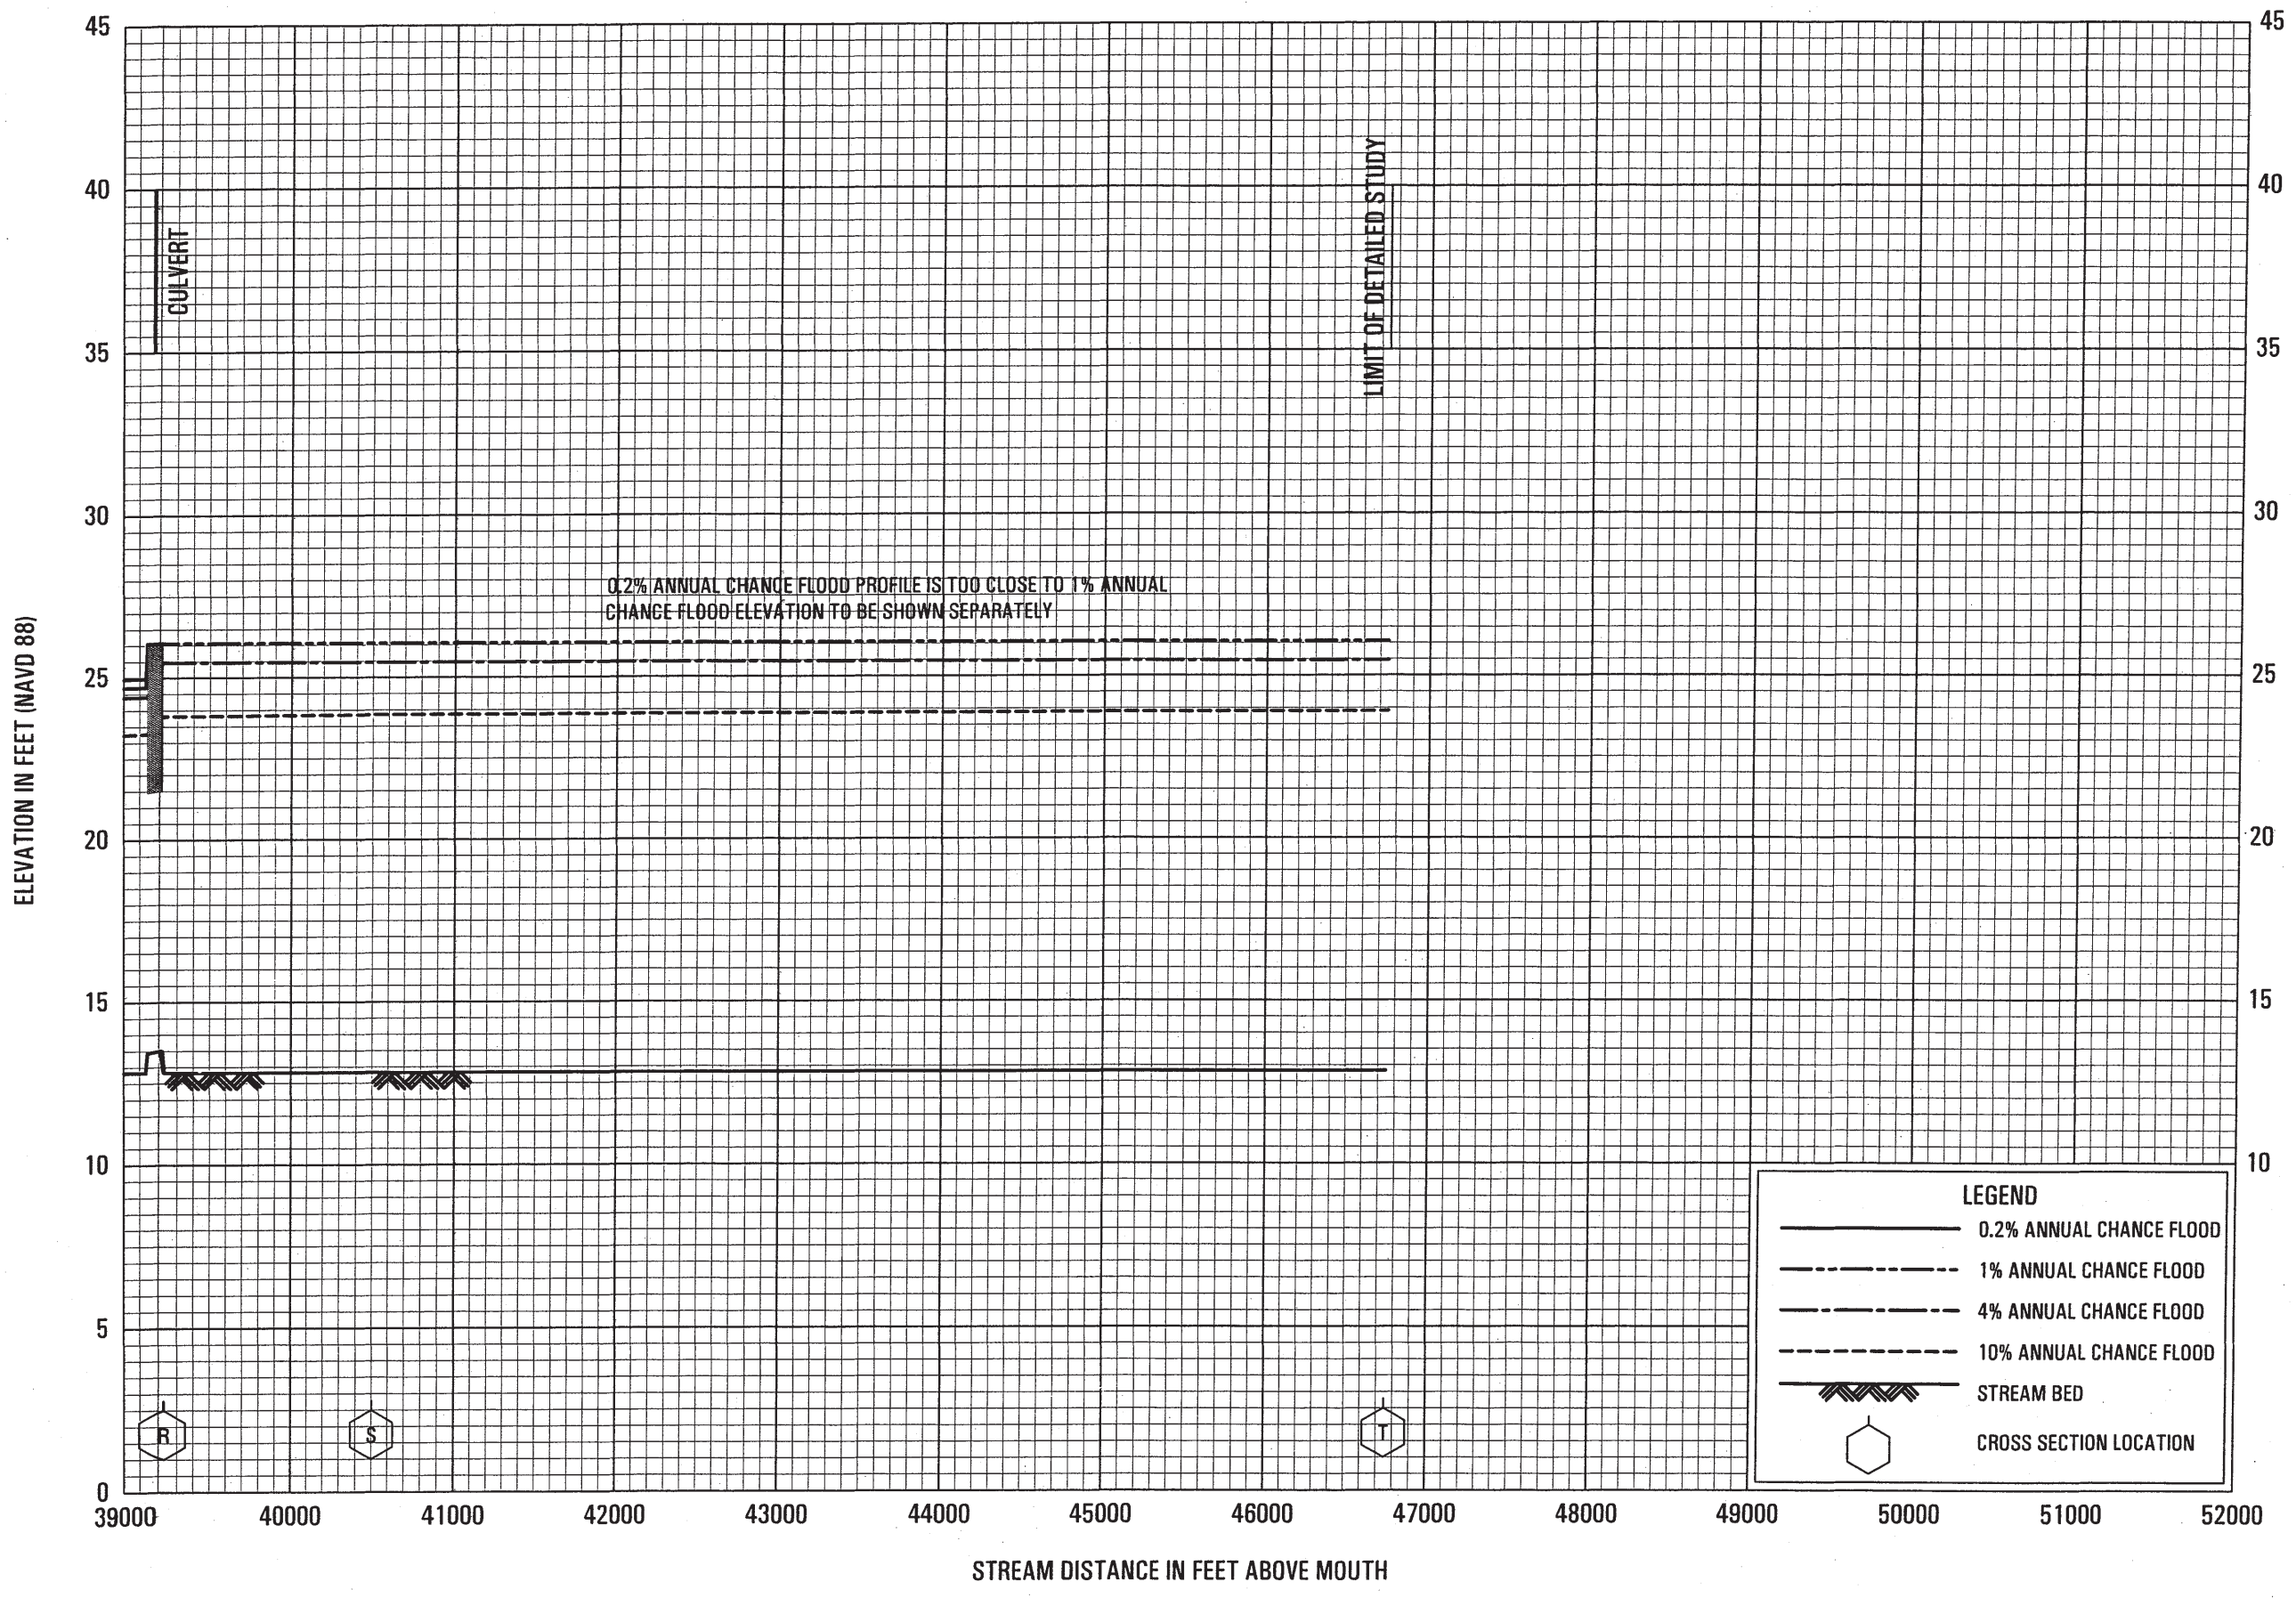 45
40
35
30
25
20
15
10
5
0
45
40
35
30
25
20
15
10
ELEVATION IN FEET (NAVD 88)
CULVERT
LIMIT OF DETAILED STUDY
0.2% ANNUAL CHANCE FLOOD PROFILE IS TOO CLOSE TO 1% ANNUAL
CHANCE FLOOD ELEVATION TO BE SHOWN SEPARATELY
LEGEND
0.2% ANNUAL CHANCE FLOOD
1% ANNUAL CHANCE FLOOD
4% ANNUAL CHANCE FLOOD
10% ANNUAL CHANCE FLOOD
STREAM BED
CROSS SECTION LOCATION
R
S
T
39000 40000 41000 42000 43000 44000 45000 46000 47000 48000 49000 50000 51000 52000
STREAM DISTANCE IN FEET ABOVE MOUTH